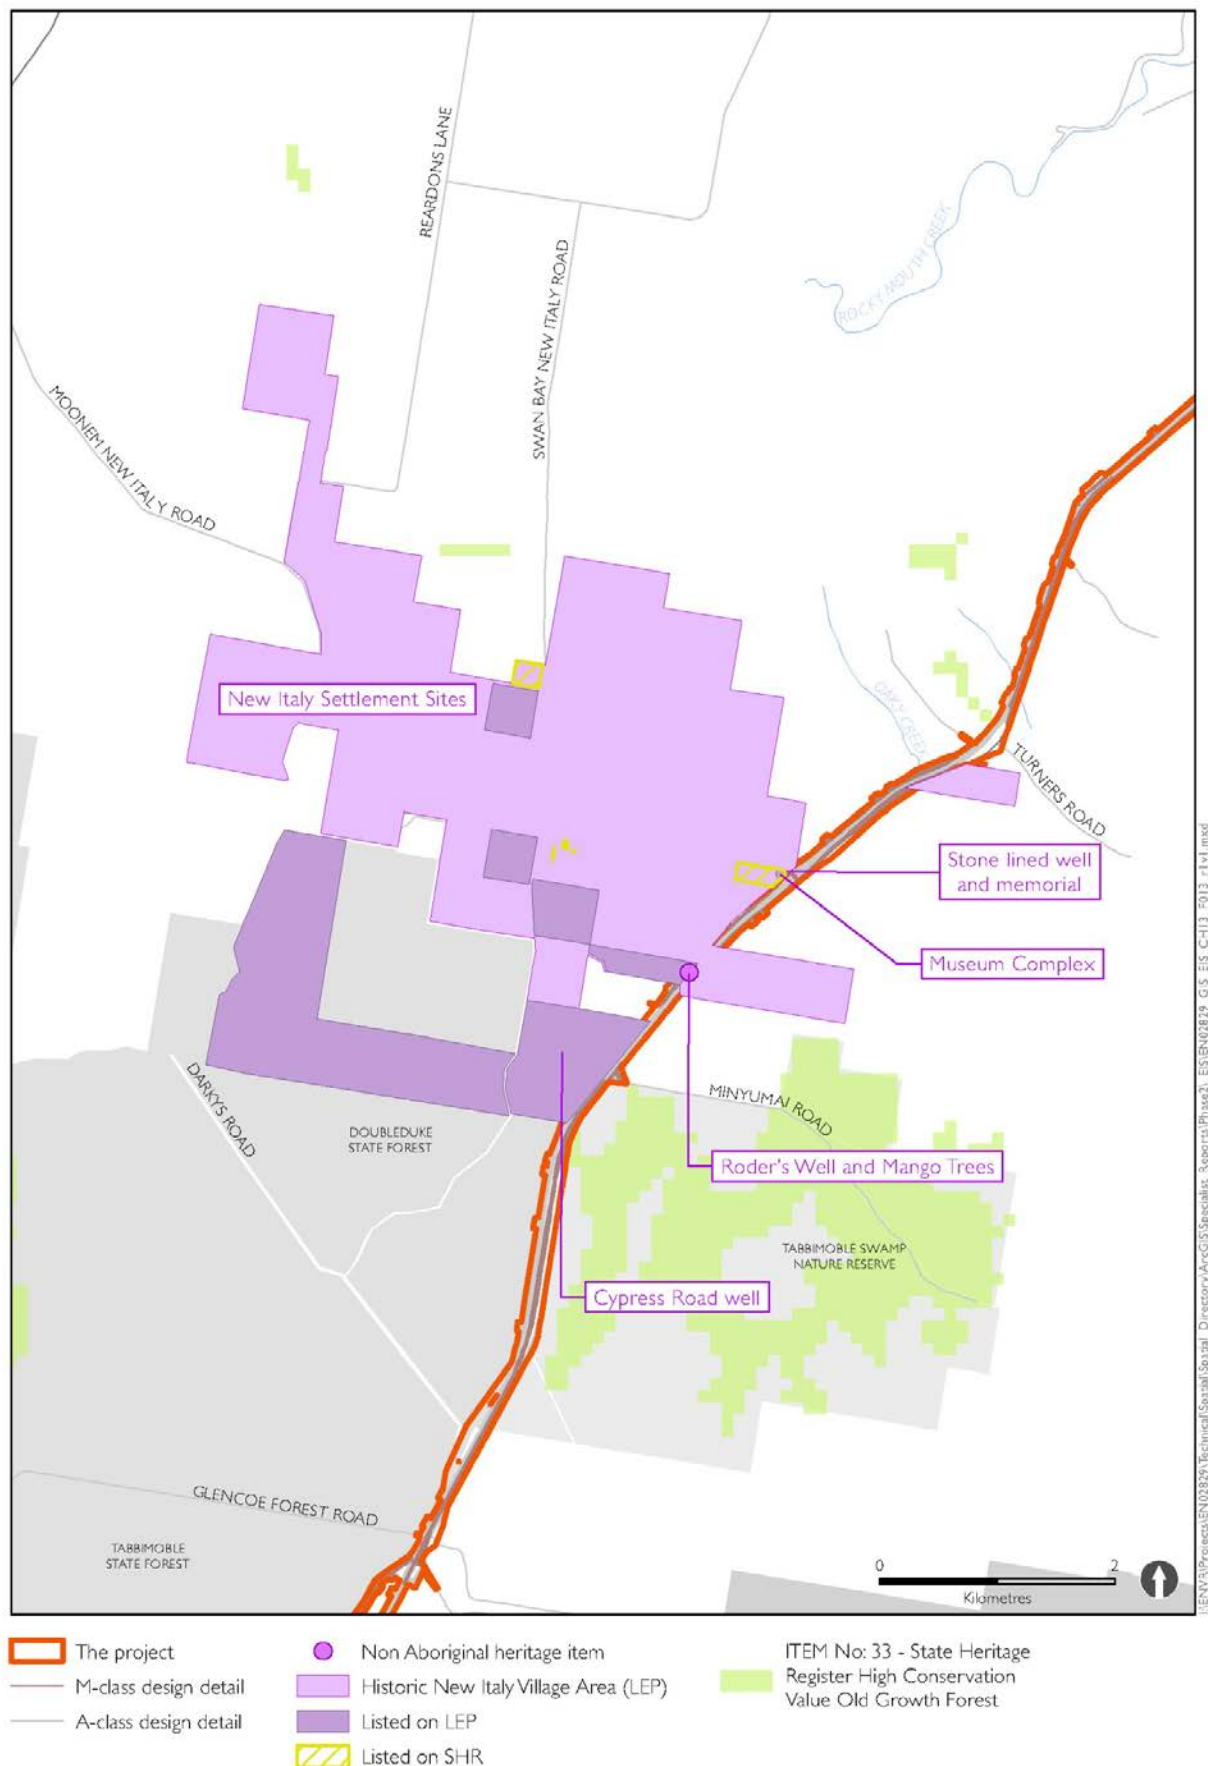 REARDONS LANE
SWAN BAY NEW ITALY ROAD
ROCKY MOUTH CREEK
MOONEM NEW ITALY ROAD
New Italy Settlement Sites
OAKY CREEK
TURNERS ROAD
Stone lined well
and memorial
Museum Complex
DARKYS ROAD
DOUBLEDUKE
STATE FOREST
MINYUMAI ROAD
Roder's Well and Mango Trees
TABBIMOBLE SWAMP
NATURE RESERVE
Cypress Road well
GLENCOE FOREST ROAD
TABBIMOBLE
STATE FOREST
0 2
Kilometres
The project
M-class design detail
A-class design detail
Non Aboriginal heritage item
Historic New Italy Village Area (LEP)
Listed on LEP
Listed on SHR
ITEM No: 33 - State Heritage
Register High Conservation
Value Old Growth Forest